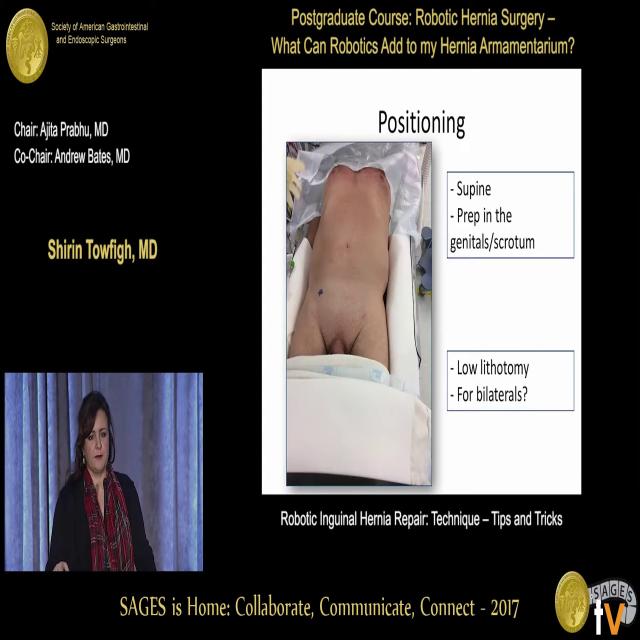 Society of American Gastrointestinal
and Endoscopic Surgeons
Postgraduate Course: Robotic Hernia Surgery –
What Can Robotics Add to my Hernia Armamentarium?
Chair: Ajita Prabhu, MD
Co-Chair: Andrew Bates, MD
Shirin Towfigh, MD
Positioning
- Supine
- Prep in the
genitals/scrotum
- Low lithotomy
- For bilaterals?
Robotic Inguinal Hernia Repair: Technique – Tips and Tricks
SAGES is Home: Collaborate, Communicate, Connect - 2017
SAGES
tv